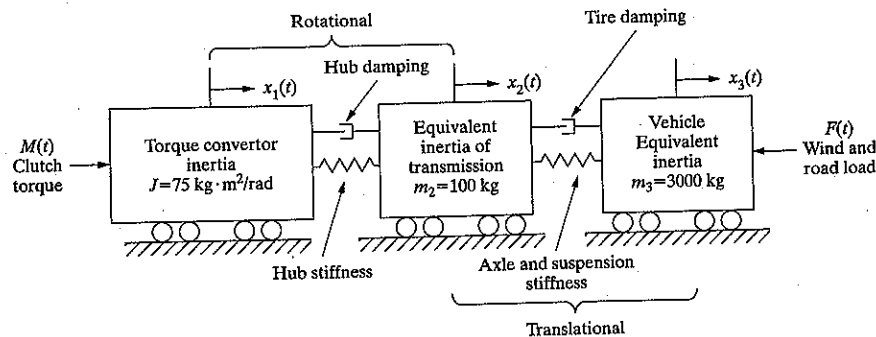 Rotational
Tire damping
Hub damping
x₁(t)
x₂(t)
x₃(t)
M(t)
Clutch
torque
Torque convertor
inertia
J=75 kg·m²/rad
Equivalent
inertia of
transmission
m₂=100 kg
Vehicle
Equivalent
inertia
m₃=3000 kg
F(t)
Wind and
road load
Hub stiffness
Axle and suspension
stiffness
Translational